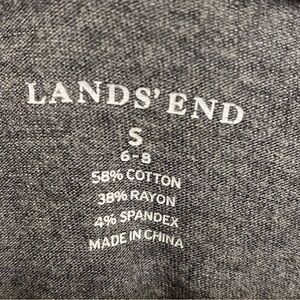 LANDS' END
S
6-8
58% COTTON
38% RAYON
4% SPANDEX
MADE IN CHINA